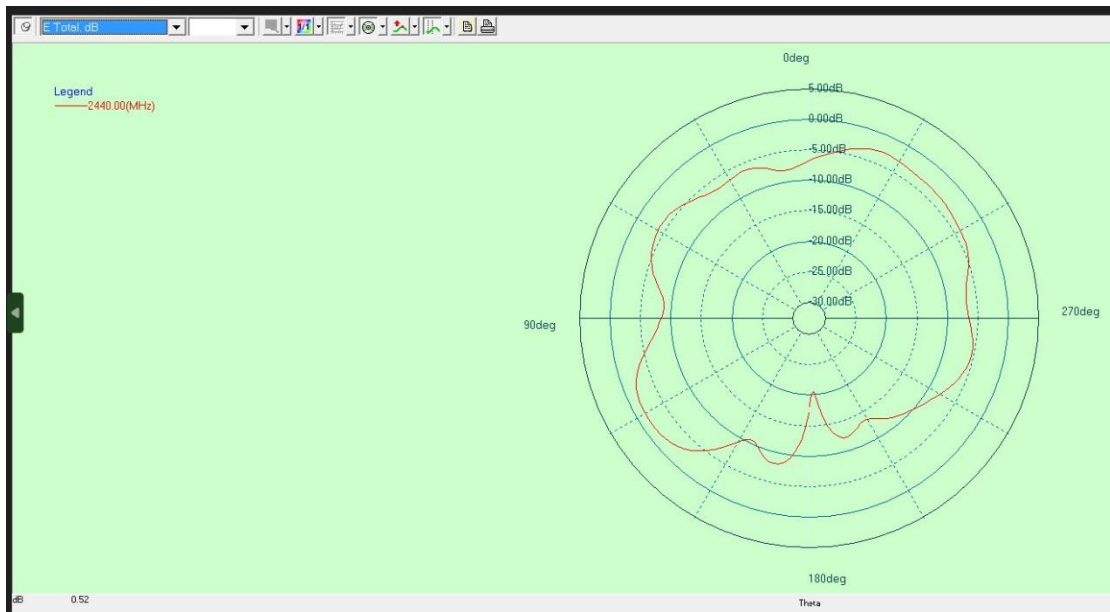 E Total, dB
0deg
Legend
2440.00(MHz)
5.00dB
0.00dB
-5.00dB
-10.00dB
-15.00dB
-20.00dB
-25.00dB
-30.00dB
90deg
270deg
180deg
dB 0.52 Theta